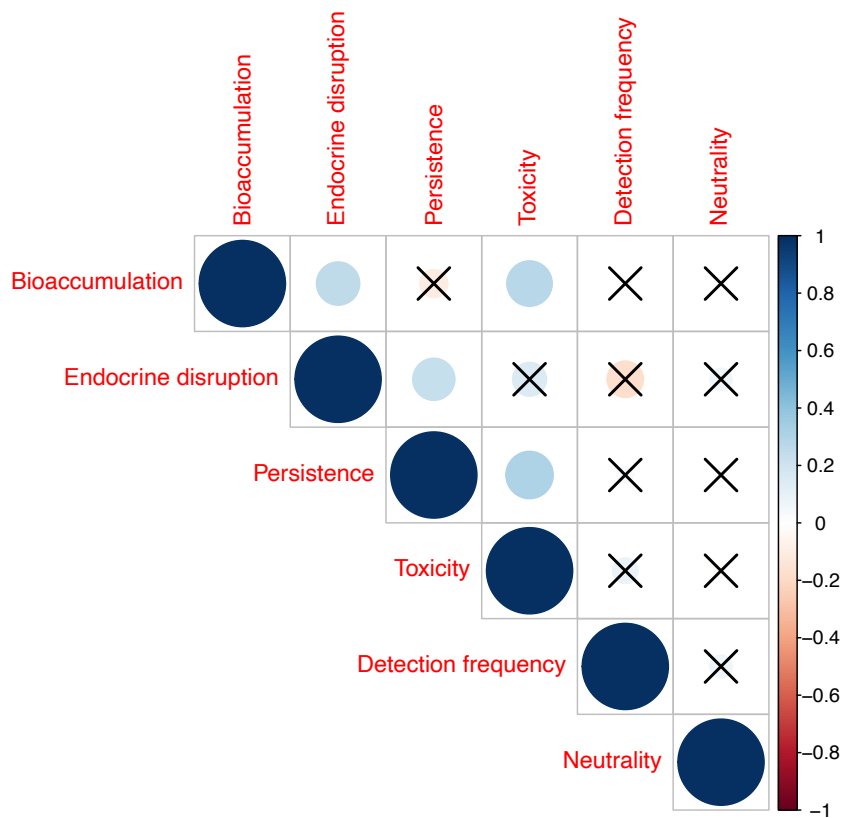 Bioaccumulation
Endocrine disruption
Persistence
Toxicity
Detection frequency
Neutrality
Bioaccumulation
Endocrine disruption
Persistence
Toxicity
Detection frequency
Neutrality
1
0.8
0.6
0.4
0.2
0
−0.2
−0.4
−0.6
−0.8
−1